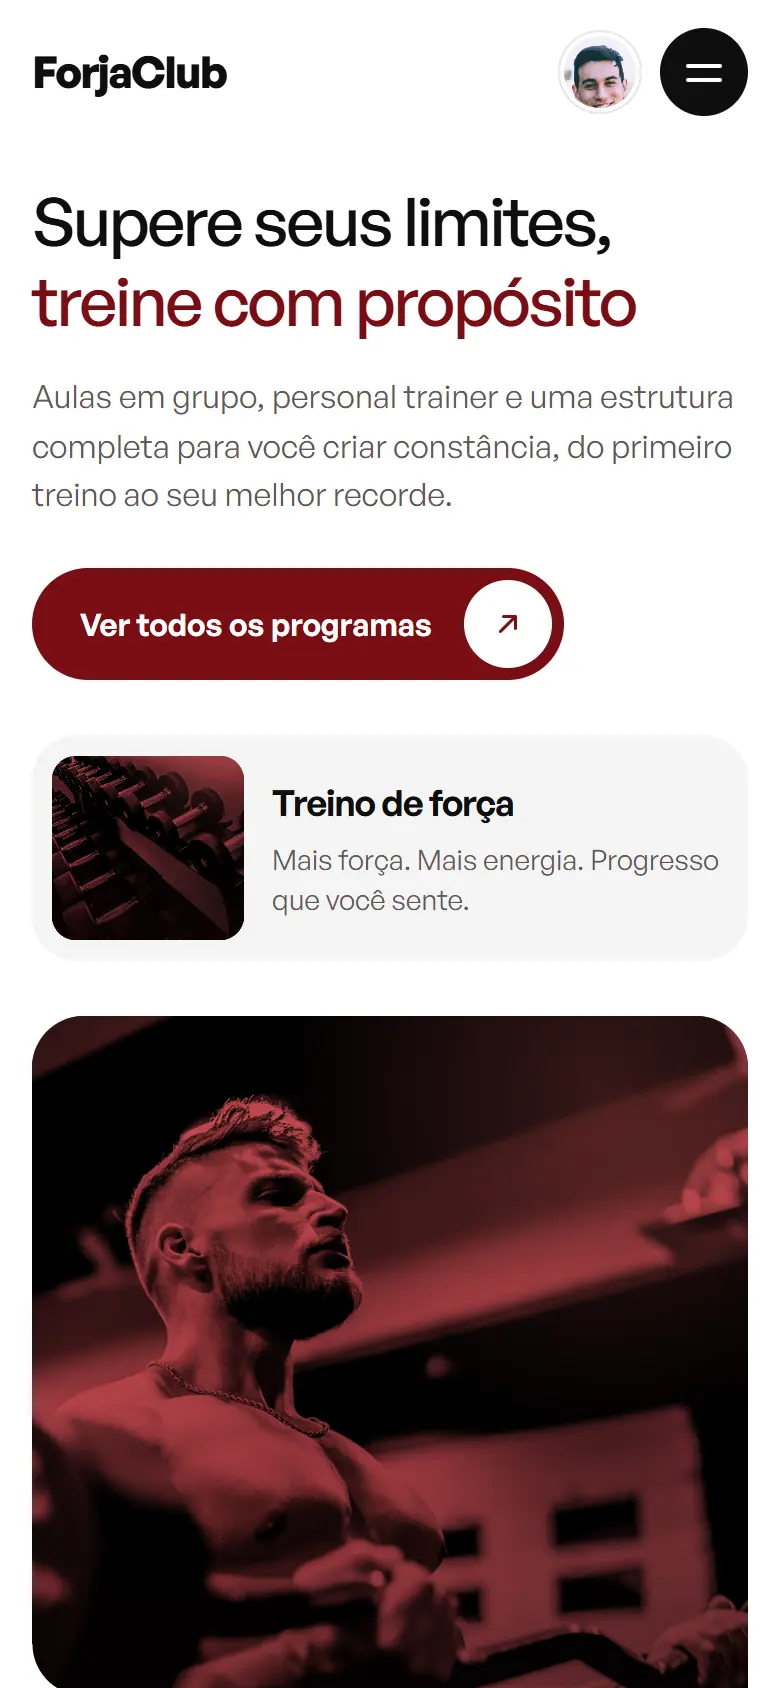 ForjaClub
Supere seus limites,
treine com propósito
Aulas em grupo, personal trainer e uma estrutura
completa para você criar constância, do primeiro
treino ao seu melhor recorde.
Ver todos os programas
Treino de força
Mais força. Mais energia. Progresso
que você sente.